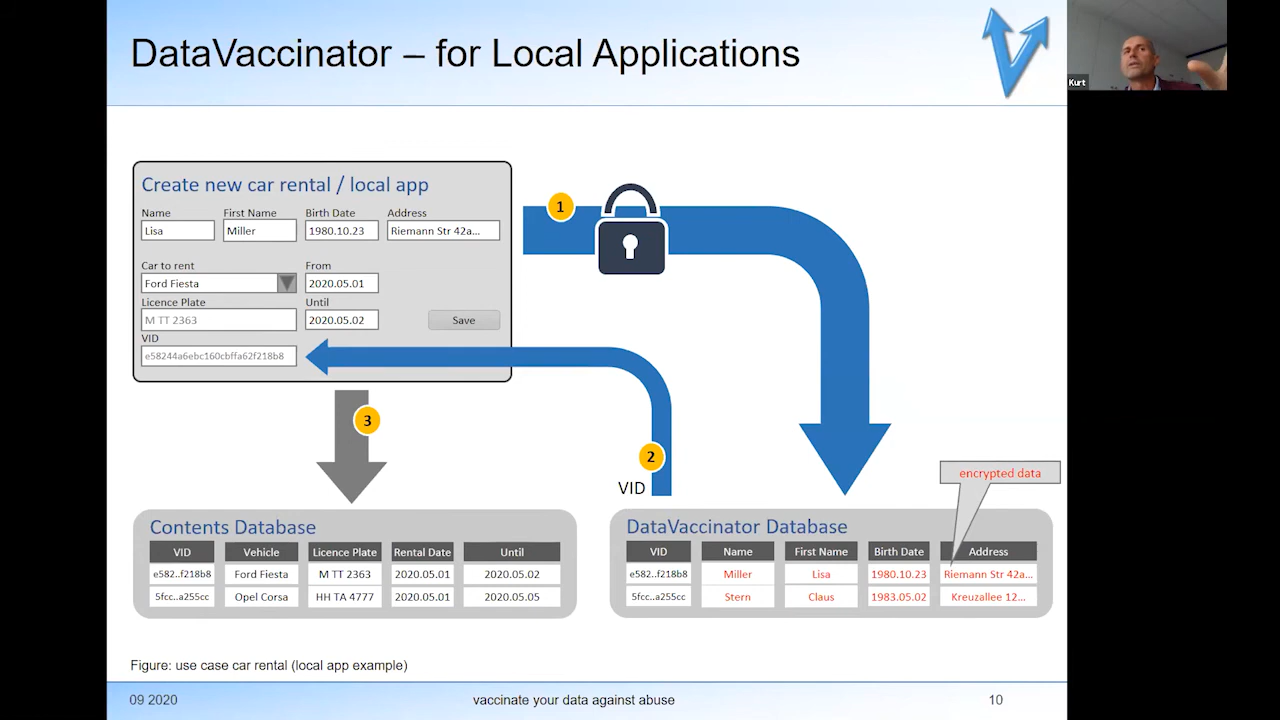 DataVaccinator – for Local Applications
Kurt
Create new car rental / local app
Name First Name Birth Date Address
Lisa Miller 1980.10.23 Riemann Str 42a...
Car to rent From
Ford Fiesta 2020.05.01
Licence Plate Until
M TT 2363 2020.05.02 Save
VID
e58244a6ebc160cbffa62f218b8
1
2
VID
3
encrypted data
Contents Database
VID Vehicle Licence Plate Rental Date Until
e582..f218b8 Ford Fiesta M TT 2363 2020.05.01 2020.05.02
5fcc..a255cc Opel Corsa HH TA 4777 2020.05.01 2020.05.05
DataVaccinator Database
VID Name First Name Birth Date Address
e582..f218b8 Miller Lisa 1980.10.23 Riemann Str 42a...
5fcc..a255cc Stern Claus 1983.05.02 Kreuzallee 12...
Figure: use case car rental (local app example)
09 2020 vaccinate your data against abuse 10